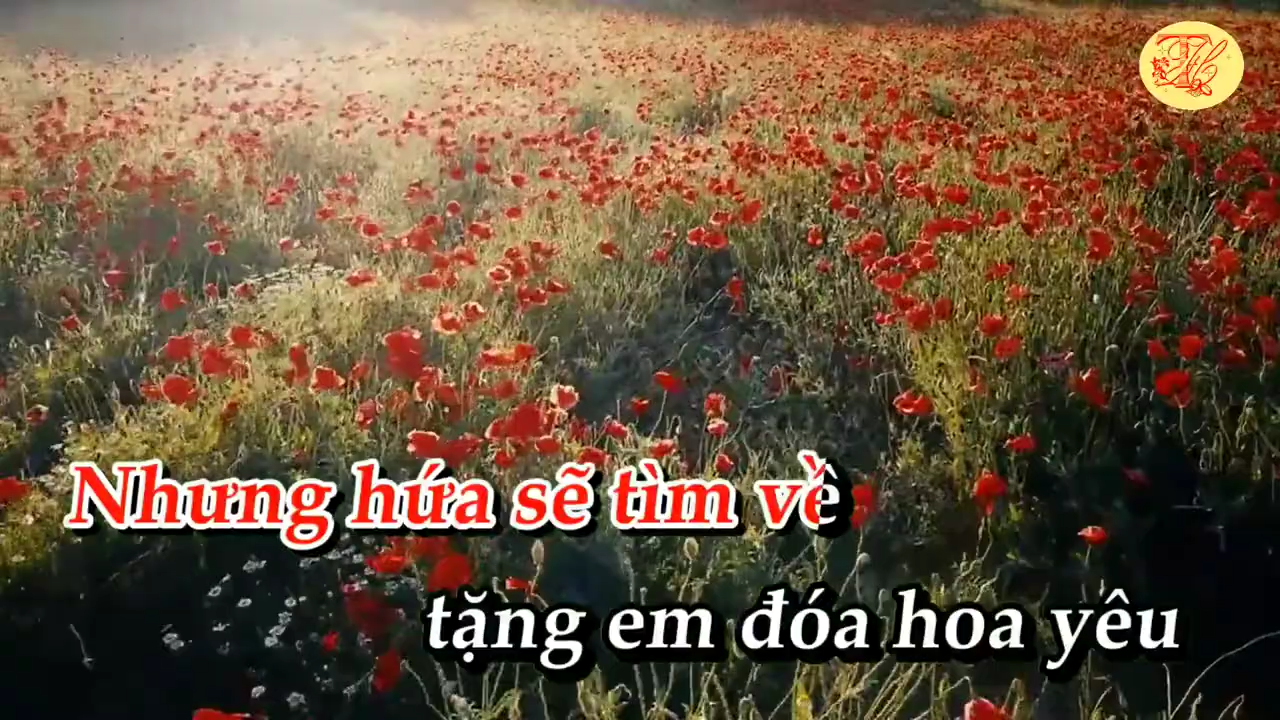 Nhưng hứa sẽ tìm về
tặng em đóa hoa yêu